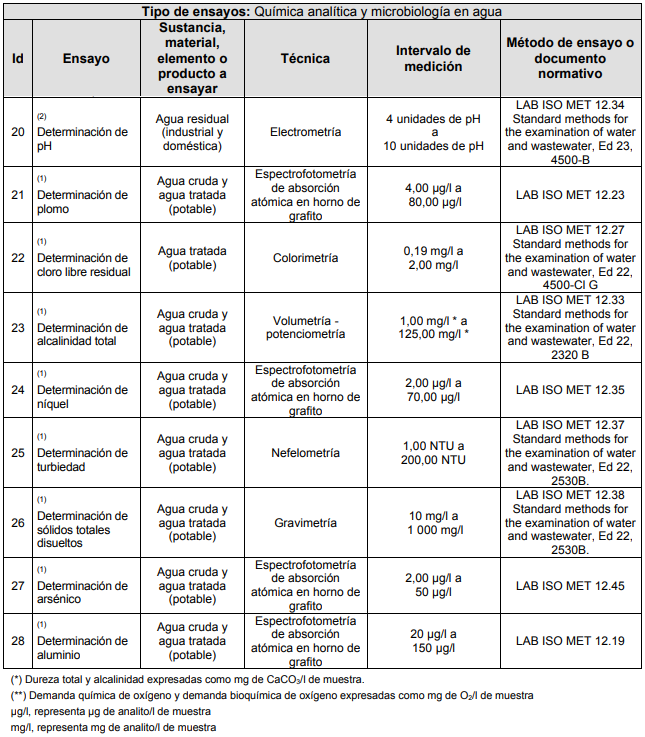 Tipo de ensayos: Química analítica y microbiología en agua
Id
Ensayo
Sustancia,
material,
elemento o
producto a
ensayar
Técnica
Intervalo de
medición
Método de ensayo o
documento
normativo
20
(2)
Determinación de
pH
Agua residual
(industrial y
doméstica)
Electrometría
4 unidades de pH
a
10 unidades de pH
LAB ISO MET 12.34
Standard methods for
the examination of water
and wastewater, Ed 23,
4500-B
21
(1)
Determinación de
plomo
Agua cruda y
agua tratada
(potable)
Espectrofotometría
de absorción
atómica en horno de
grafito
4,00 µg/l a
80,00 µg/l
LAB ISO MET 12.23
22
(1)
Determinación de
cloro libre residual
Agua tratada
(potable)
Colorimetría
0,19 mg/l a
2,00 mg/l
LAB ISO MET 12.27
Standard methods for
the examination of water
and wastewater, Ed 22,
4500-Cl G
23
(1)
Determinación de
alcalinidad total
Agua cruda y
agua tratada
(potable)
Volumetría -
potenciometría
1,00 mg/l * a
125,00 mg/l *
LAB ISO MET 12.33
Standard methods for
the examination of water
and wastewater, Ed 22,
2320 B
24
(1)
Determinación de
níquel
Agua cruda y
agua tratada
(potable)
Espectrofotometría
de absorción
atómica en horno de
grafito
2,00 µg/l a
70,00 µg/l
LAB ISO MET 12.35
25
(1)
Determinación de
turbiedad
Agua cruda y
agua tratada
(potable)
Nefelometría
1,00 NTU a
200,00 NTU
LAB ISO MET 12.37
Standard methods for
the examination of water
and wastewater, Ed 22,
2530B.
26
(1)
Determinación de
sólidos totales
disueltos
Agua cruda y
agua tratada
(potable)
Gravimetría
10 mg/l a
1 000 mg/l
LAB ISO MET 12.38
Standard methods for
the examination of water
and wastewater, Ed 22,
2530B.
27
(1)
Determinación de
arsénico
Agua cruda y
agua tratada
(potable)
Espectrofotometría
de absorción
atómica en horno de
grafito
2,00 µg/l a
50 µg/l
LAB ISO MET 12.45
28
(1)
Determinación de
aluminio
Agua cruda y
agua tratada
(potable)
Espectrofotometría
de absorción
atómica en horno de
grafito
20 µg/l a
150 µg/l
LAB ISO MET 12.19
(*) Dureza total y alcalinidad expresadas como mg de CaCO₃/l de muestra.
(**) Demanda química de oxígeno y demanda bioquímica de oxígeno expresadas como mg de O₂/l de muestra
µg/l, representa µg de analito/l de muestra
mg/l, representa mg de analito/l de muestra